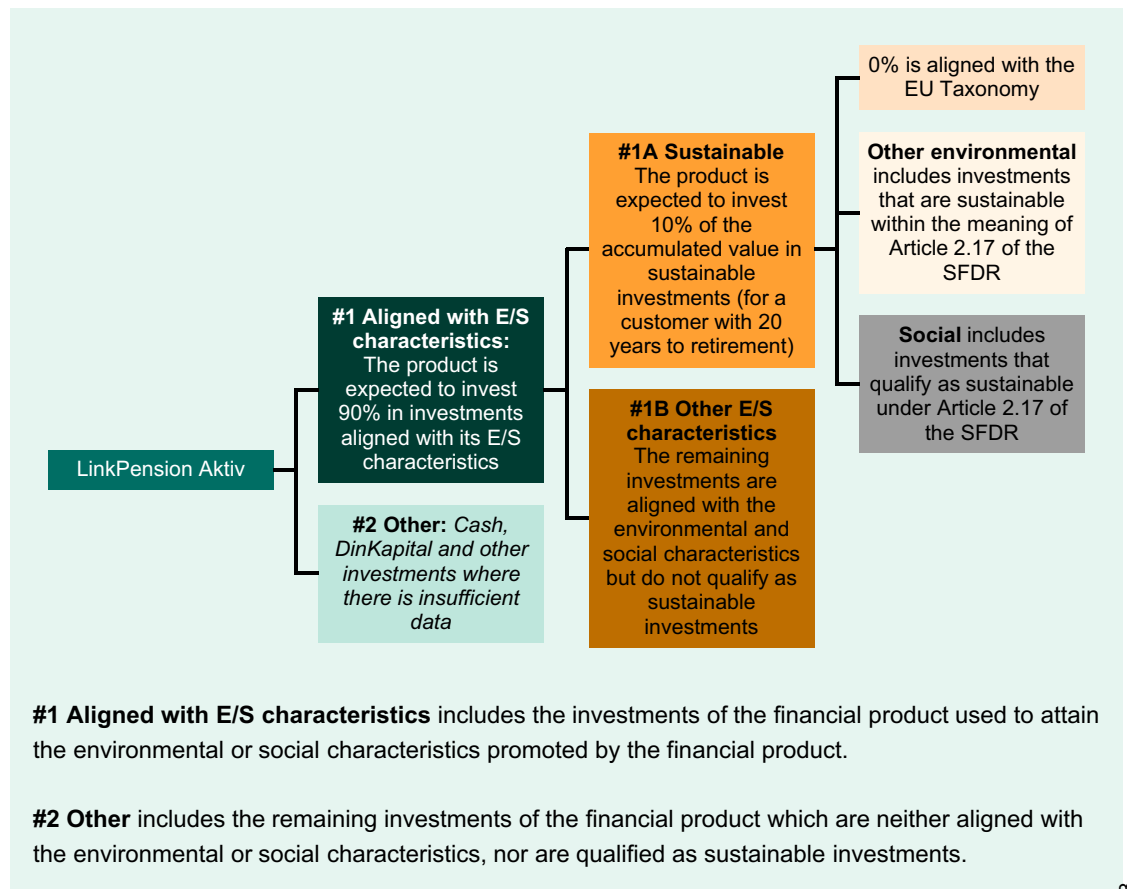 LinkPension Aktiv
#1 Aligned with E/S
characteristics:
The product is
expected to invest
90% in investments
aligned with its E/S
characteristics
#2 Other: Cash,
DinKapital and other
investments where
there is insufficient
data
#1A Sustainable
The product is
expected to invest
10% of the
accumulated value in
sustainable
investments (for a
customer with 20
years to retirement)
#1B Other E/S
characteristics
The remaining
investments are
aligned with the
environmental and
social characteristics
but do not qualify as
sustainable
investments
0% is aligned with the
EU Taxonomy
Other environmental
includes investments
that are sustainable
within the meaning of
Article 2.17 of the
SFDR
Social includes
investments that
qualify as sustainable
under Article 2.17 of
the SFDR
#1 Aligned with E/S characteristics includes the investments of the financial product used to attain
the environmental or social characteristics promoted by the financial product.
#2 Other includes the remaining investments of the financial product which are neither aligned with
the environmental or social characteristics, nor are qualified as sustainable investments.